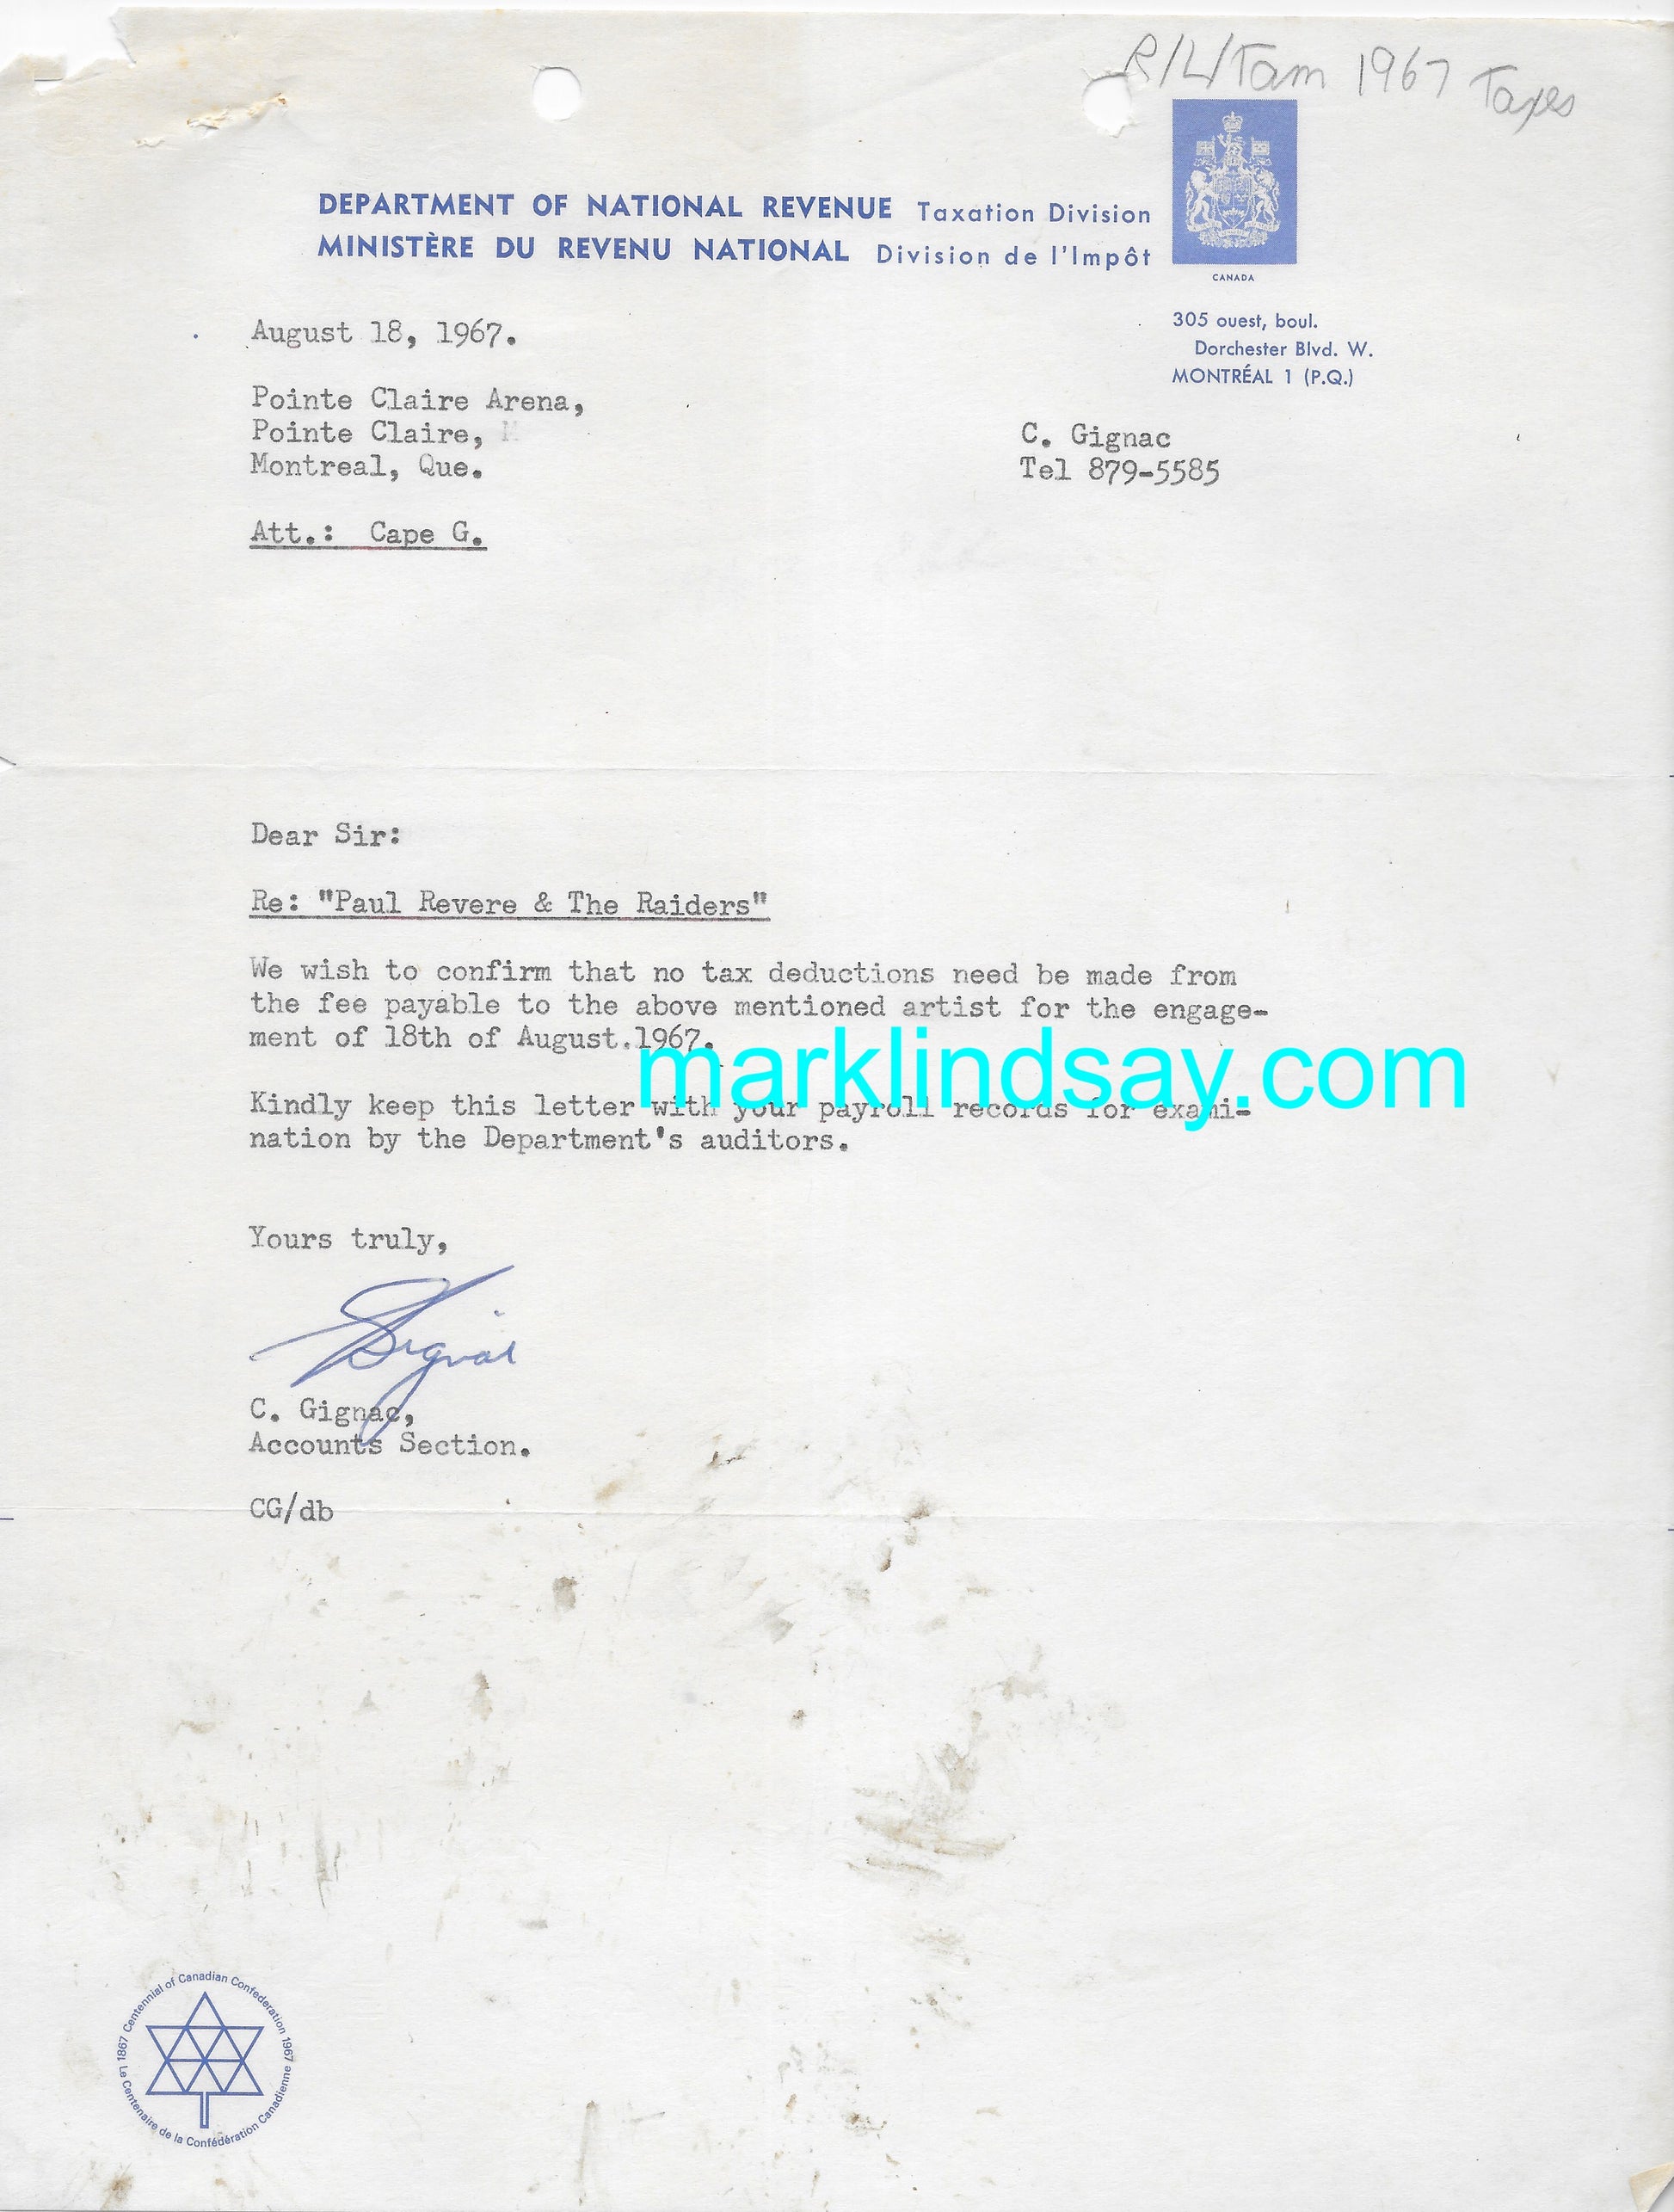 R/L/Tam 1967 Taxes
DEPARTMENT OF NATIONAL REVENUE Taxation Division
MINISTÈRE DU REVENU NATIONAL Division de l'Impôt
CANADA
305 ouest, boul.
Dorchester Blvd. W.
MONTRÉAL 1 (P.Q.)
August 18, 1967.
Pointe Claire Arena,
Pointe Claire,
Montreal, Que.
C. Gignac
Tel 879-5585
Att.: Cape G.
Dear Sir:
Re: "Paul Revere & The Raiders"
We wish to confirm that no tax deductions need be made from
the fee payable to the above mentioned artist for the engage-
ment of 18th of August.1967.
marklindsay.com
Kindly keep this letter with your payroll records for exami-
nation by the Department's auditors.
Yours truly,
Gignac
C. Gignac,
Accounts Section.
CG/db
1867 Centennial of Canadian Confederation 1967
Le Centenaire de la Confédération Canadienne